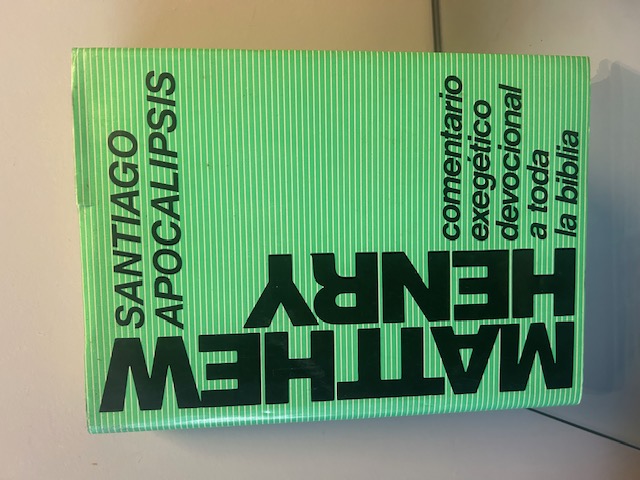 SANTIAGO
APOCALIPSIS
MATTHEW
HENRY
comentario
exegético
devocional
a toda
la biblia